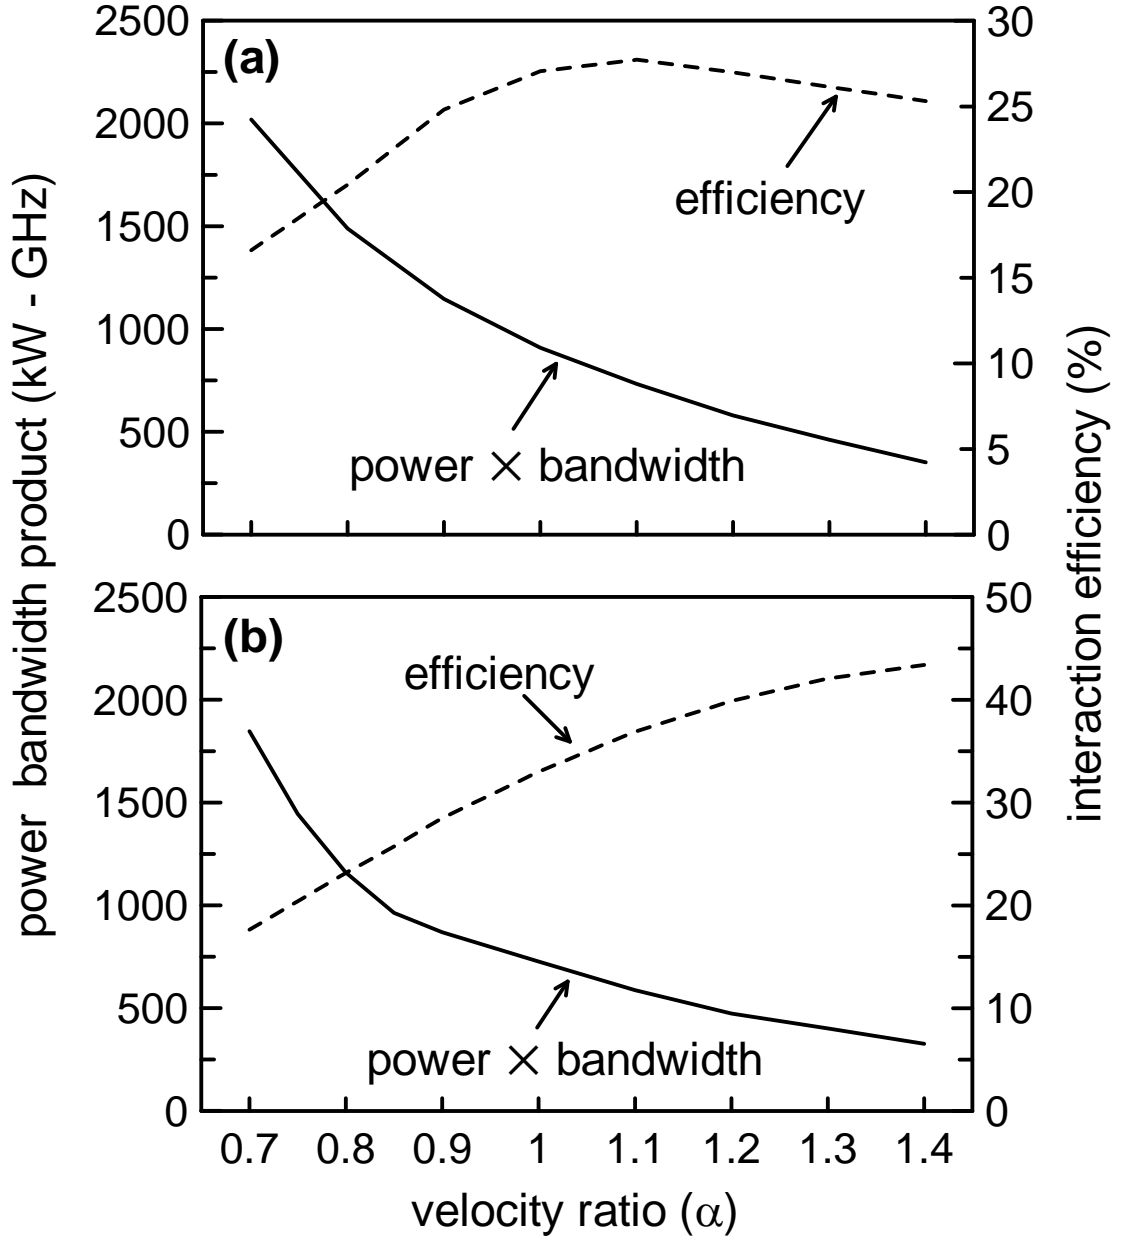 power bandwidth product (kW - GHz)
(a)
2500
2000
1500
1000
500
0
30
25
20
15
10
5
0
efficiency
power × bandwidth
(b)
2500
2000
1500
1000
500
0
50
40
30
20
10
0
efficiency
power × bandwidth
interaction efficiency (%)
0.7 0.8 0.9 1 1.1 1.2 1.3 1.4
velocity ratio (α)